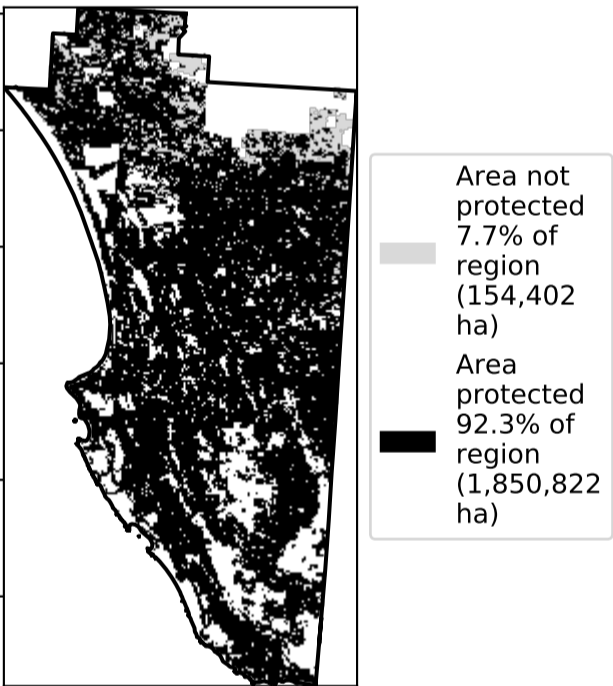 Area not
protected
7.7% of
region
(154,402
ha)
Area
protected
92.3% of
region
(1,850,822
ha)